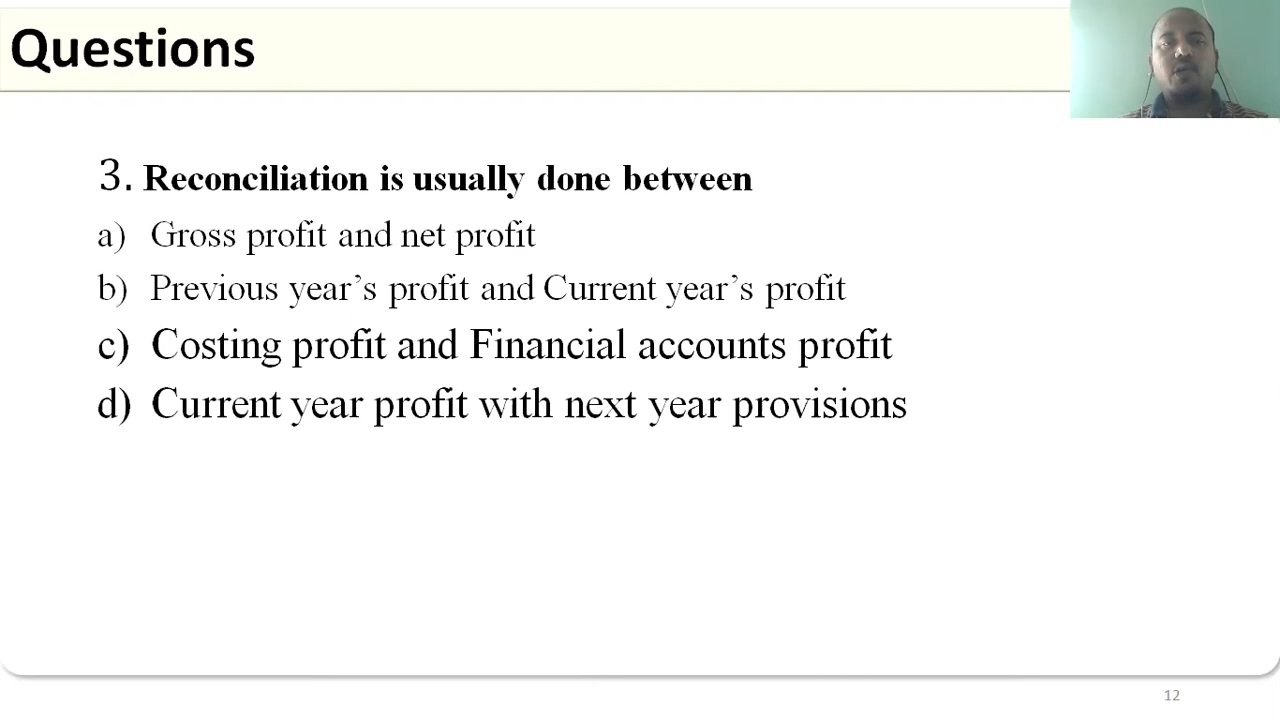 Questions
3. Reconciliation is usually done between
a) Gross profit and net profit
b) Previous year’s profit and Current year’s profit
c) Costing profit and Financial accounts profit
d) Current year profit with next year provisions
12